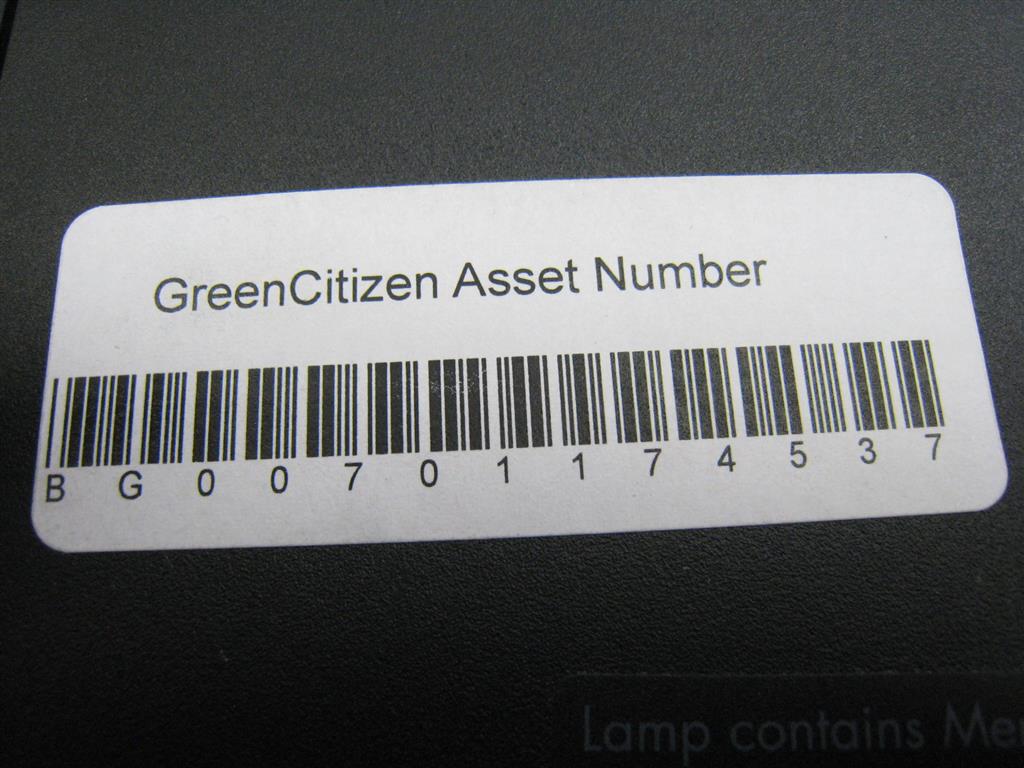 GreenCitizen Asset Number
B G 0 0 7 0 1 1 7 4 5 3 7
Lamp contains